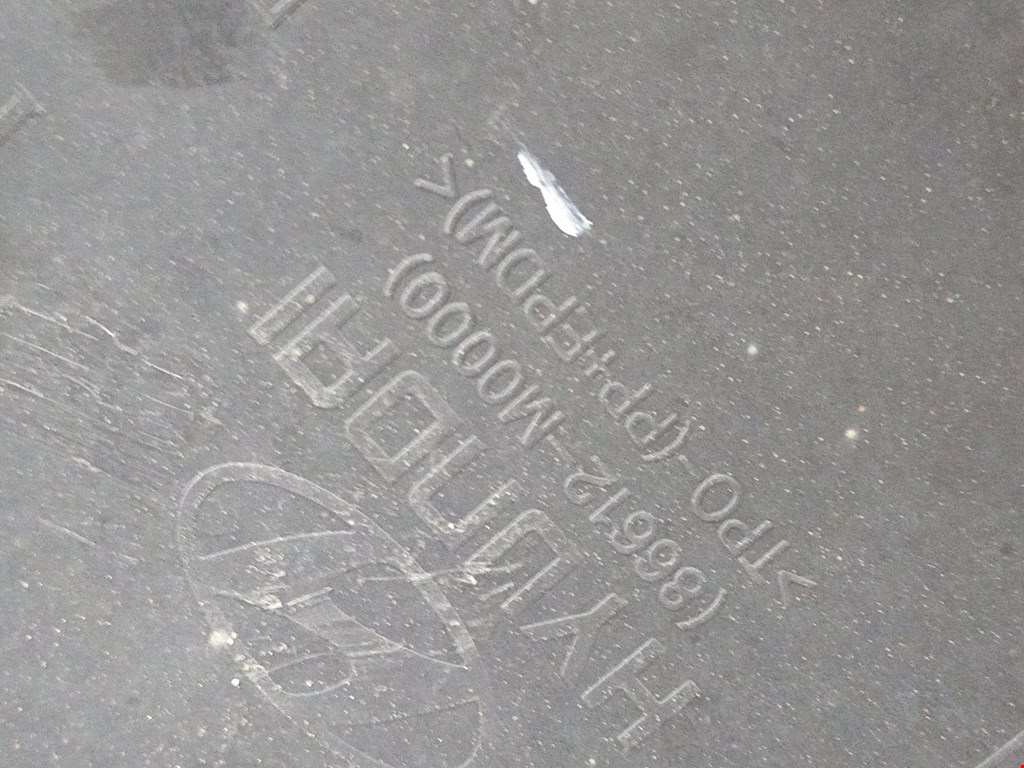 HYUNDAI
(86612-M0000)
>TPO-(PP+EPDM)<